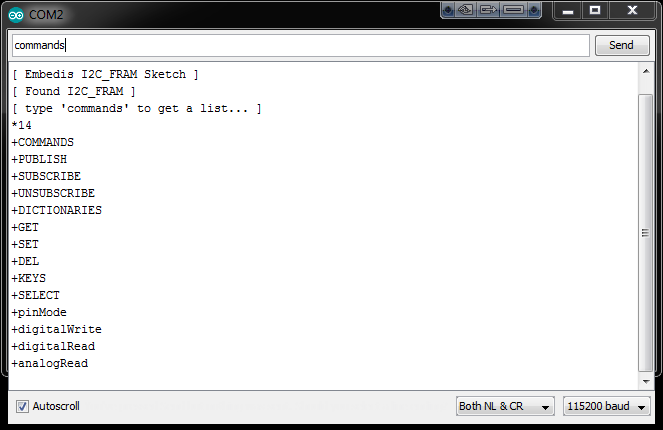 COM2
commands
Send
[ Embedis I2C_FRAM Sketch ]
[ Found I2C_FRAM ]
[ type 'commands' to get a list... ]
*14
+COMMANDS
+PUBLISH
+SUBSCRIBE
+UNSUBSCRIBE
+DICTIONARIES
+GET
+SET
+DEL
+KEYS
+SELECT
+pinMode
+digitalWrite
+digitalRead
+analogRead
Autoscroll
Both NL & CR
115200 baud